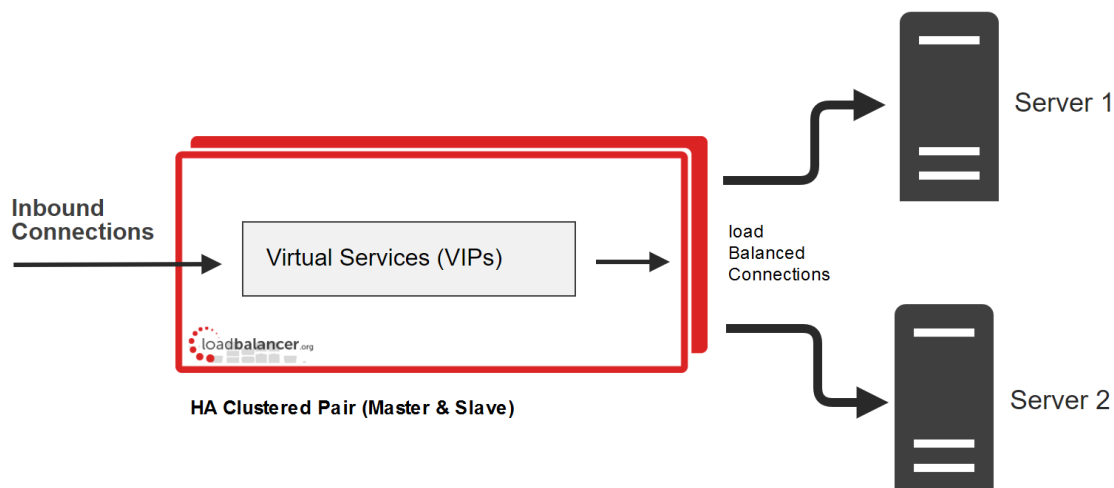 Server 1
Inbound
Connections
Virtual Services (VIPs)
load
Balanced
Connections
loadbalancer.org
HA Clustered Pair (Master & Slave)
Server 2